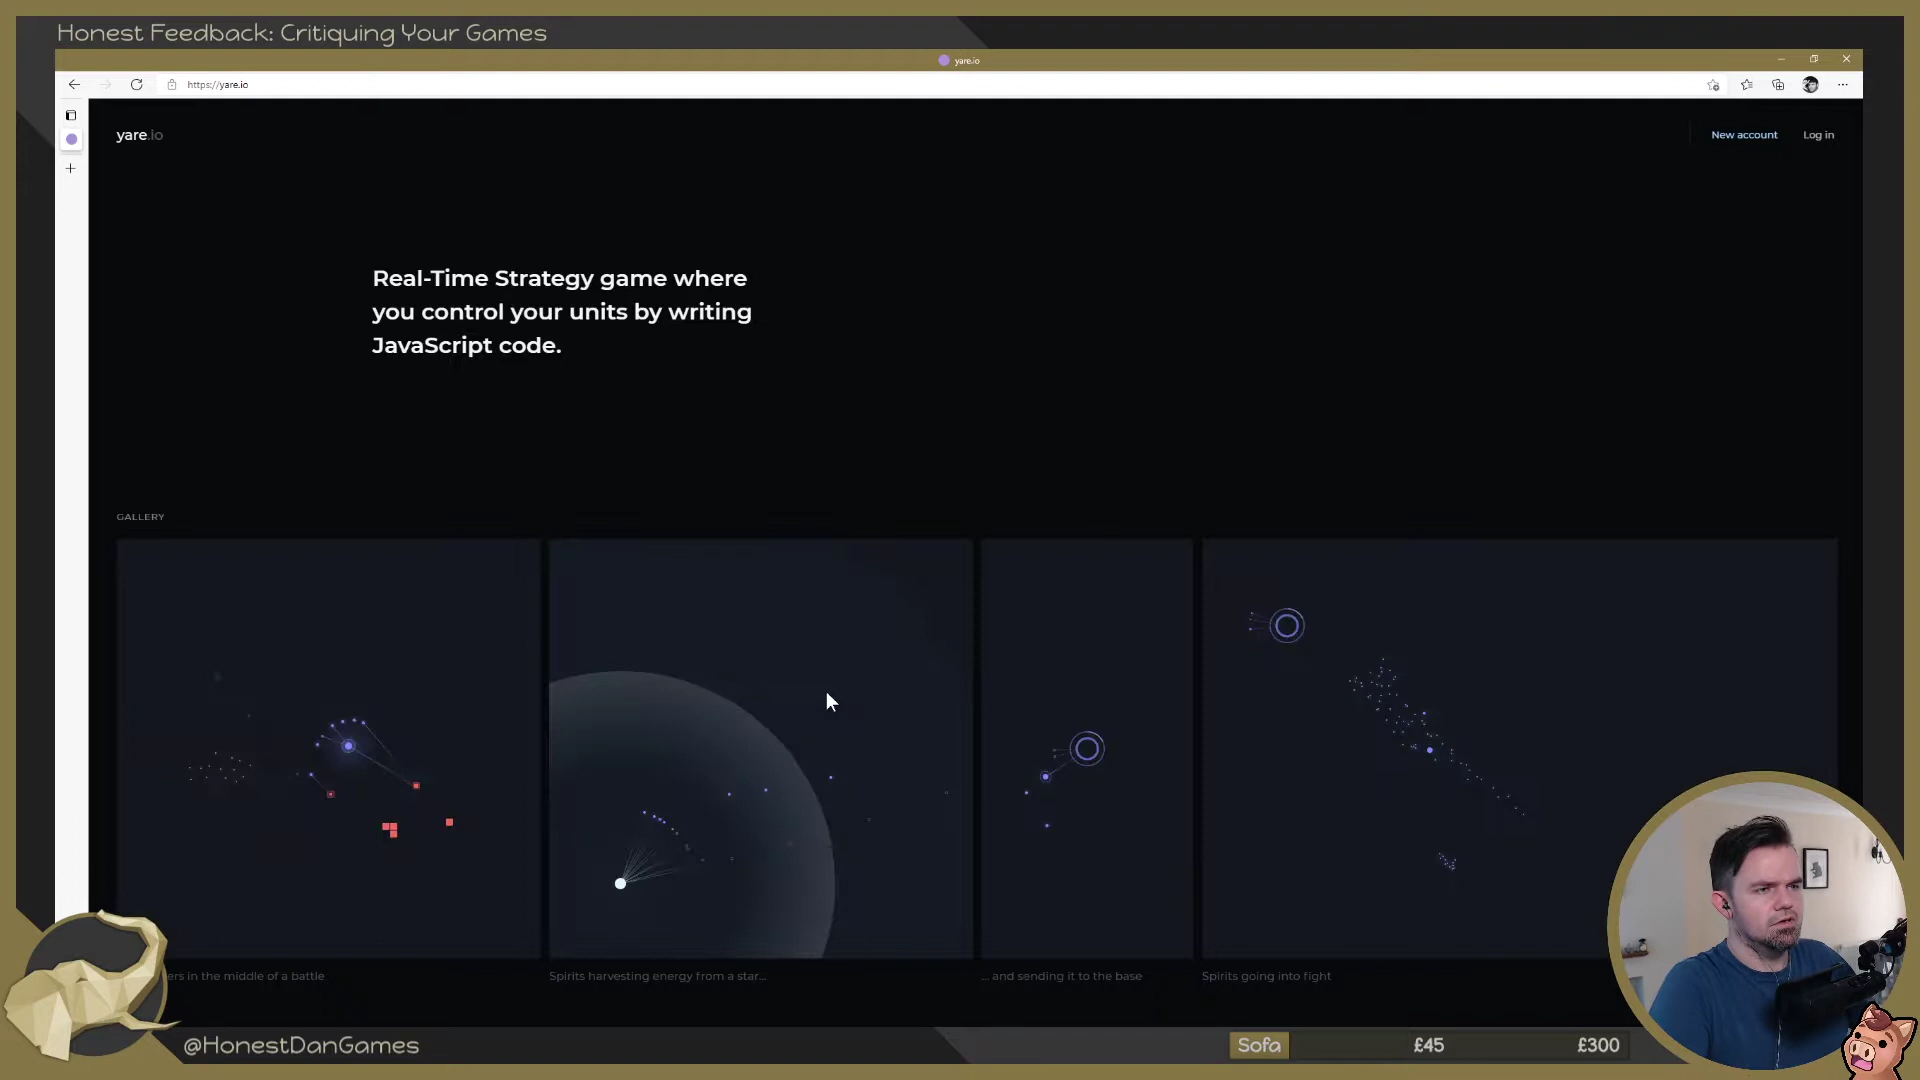 Honest Feedback: Critiquing Your Games
yare.io
https://yare.io
yare.io
New account
Log in
Real-Time Strategy game where
you control your units by writing
JavaScript code.
GALLERY
in the middle of a battle
Spirits harvesting energy from a star...
... and sending it to the base
Spirits going into fight
@HonestDanGames
Sofa
£45
£300